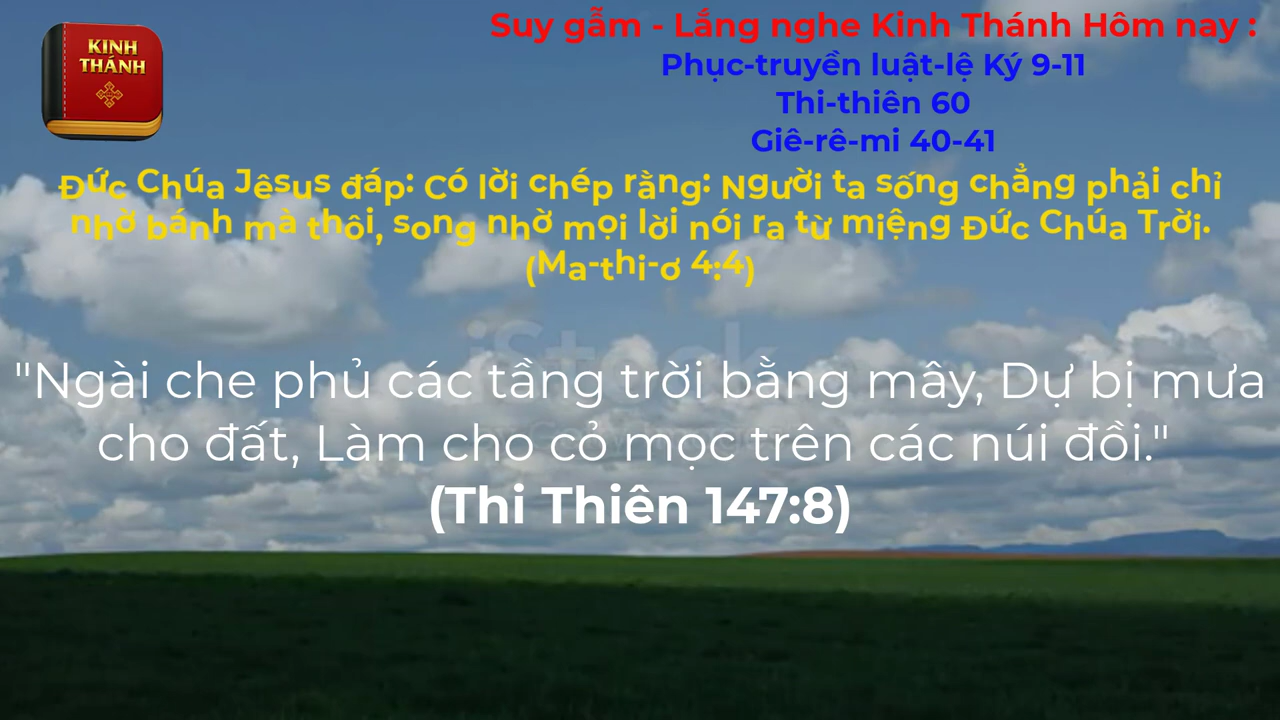 KINH
THÁNH
Suy gẫm - Lắng nghe Kinh Thánh Hôm nay :
Phục-truyền luật-lệ Ký 9-11
Thi-thiên 60
Giê-rê-mi 40-41
Đức Chúa Jêsus đáp: Có lời chép rằng: Người ta sống chẳng phải chỉ
nhờ bánh mà thôi, song nhờ mọi lời nói ra từ miệng Đức Chúa Trời.
(Ma-thi-ơ 4:4)
iStock
"Ngài che phủ các tầng trời bằng mây, Dự bị mưa
cho đất, Làm cho cỏ mọc trên các núi đồi."
(Thi Thiên 147:8)